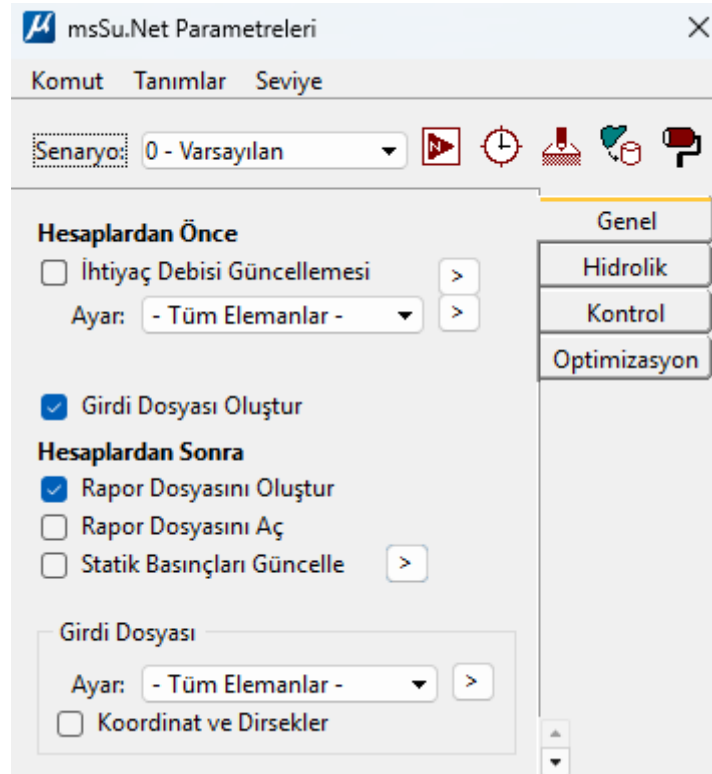 msSu.Net Parametreleri
Komut Tanımlar Seviye
Senaryo: 0 - Varsayılan
Genel
Hidrolik
Kontrol
Optimizasyon
Hesaplardan Önce
İhtiyaç Debisi Güncellemesi >
Ayar: - Tüm Elemanlar - >
Girdi Dosyası Oluştur
Hesaplardan Sonra
Rapor Dosyasını Oluştur
Rapor Dosyasını Aç
Statik Basınçları Güncelle >
Girdi Dosyası
Ayar: - Tüm Elemanlar - >
Koordinat ve Dirsekler